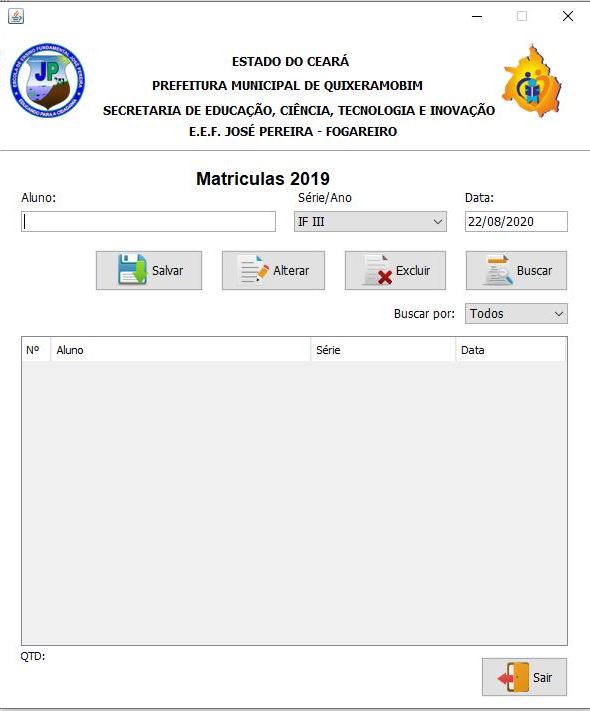 ESTADO DO CEARÁ
PREFEITURA MUNICIPAL DE QUIXERAMOBIM
SECRETARIA DE EDUCAÇÃO, CIÊNCIA, TECNOLOGIA E INOVAÇÃO
E.E.F. JOSÉ PEREIRA - FOGAREIRO
ESCOLA DE ENSINO FUNDAMENTAL JOSÉ PEREIRA
JP
EDUCANDO PARA A CIDADANIA
Matriculas 2019
Aluno: Série/Ano Data:
IF III 22/08/2020
Salvar Alterar Excluir Buscar
Buscar por: Todos
Nº Aluno Série Data
QTD:
Sair